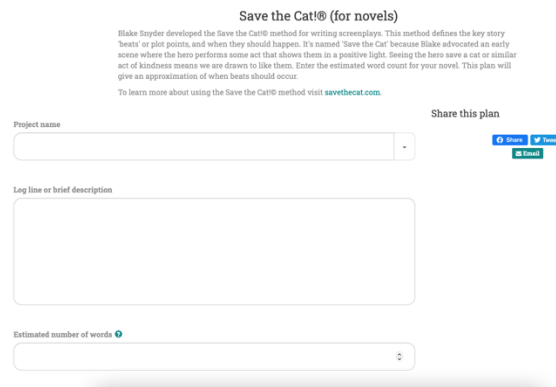 Save the Cat!® (for novels)
Blake Snyder developed the Save the Cat!® method for writing screenplays. This method defines the key story
'beats' or plot points, and when they should happen. It's named 'Save the Cat' because Blake advocated an early
scene where the hero performs some act that shows them in a positive light. Seeing the hero save a cat or similar
act of kindness means we are drawn to like them. Enter the estimated word count for your novel. This plan will
give an approximation of when beats should occur.
To learn more about using the Save the Cat!® method visit savethecat.com.
Share this plan
Project name
Share
Twee
Email
Log line or brief description
Estimated number of words